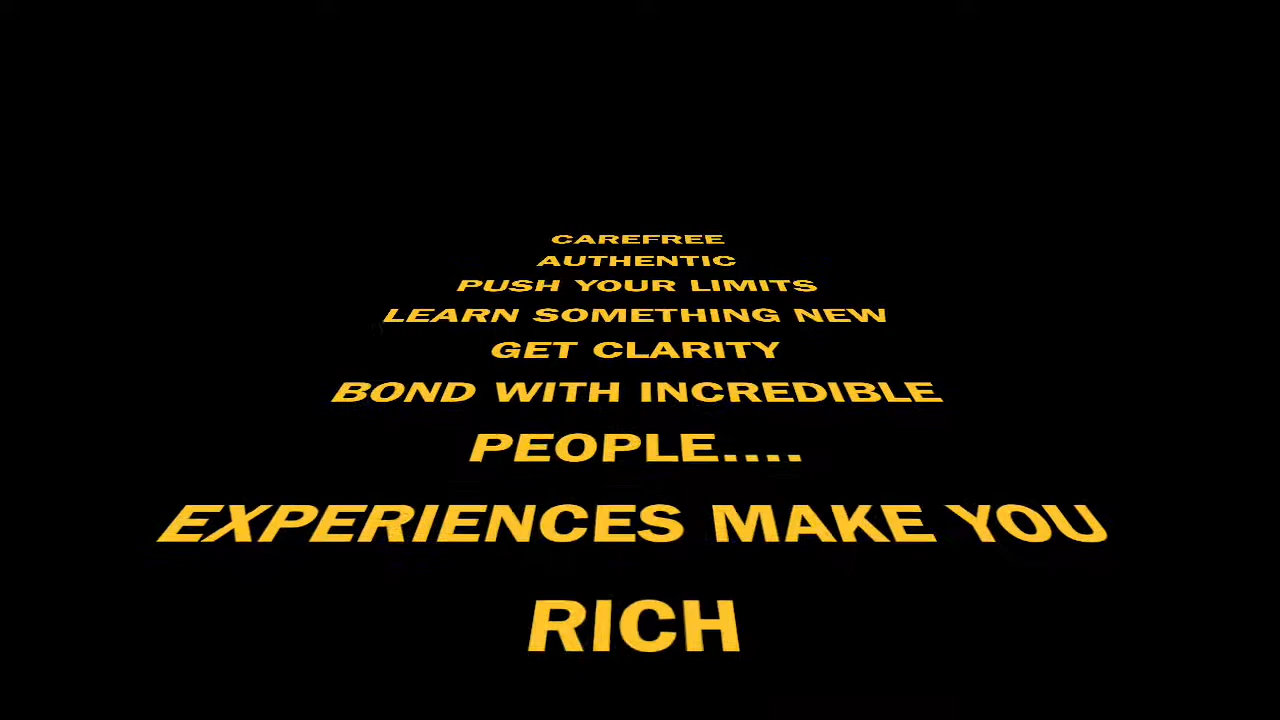 CAREFREE
AUTHENTIC
PUSH YOUR LIMITS
LEARN SOMETHING NEW
GET CLARITY
BOND WITH INCREDIBLE
PEOPLE....
EXPERIENCES MAKE YOU
RICH